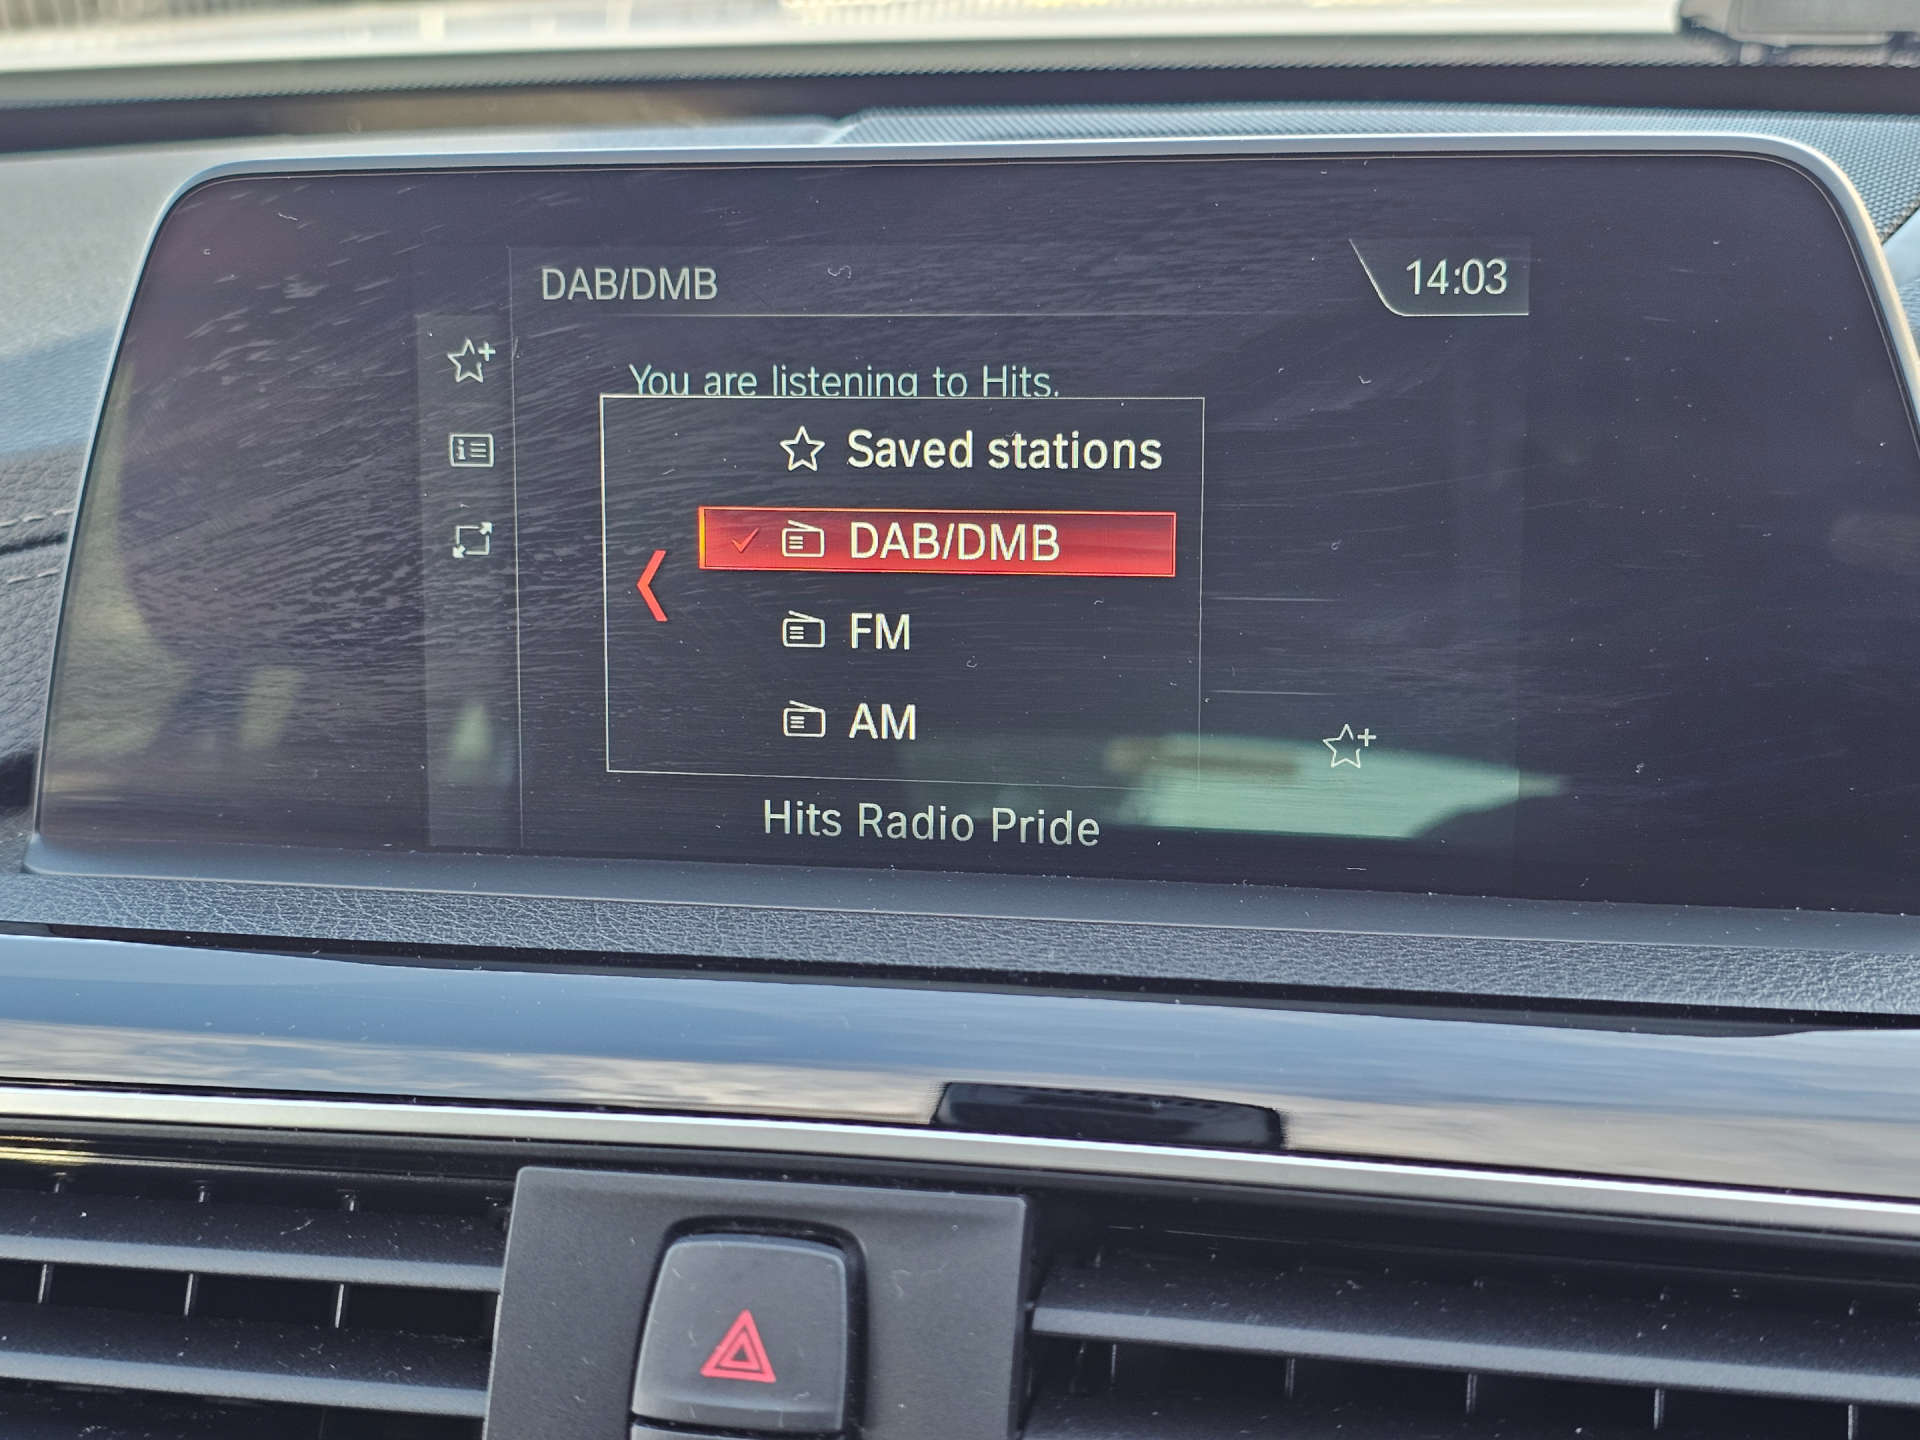 DAB/DMB
14:03
You are listening to Hits.
Saved stations
DAB/DMB
FM
AM
Hits Radio Pride